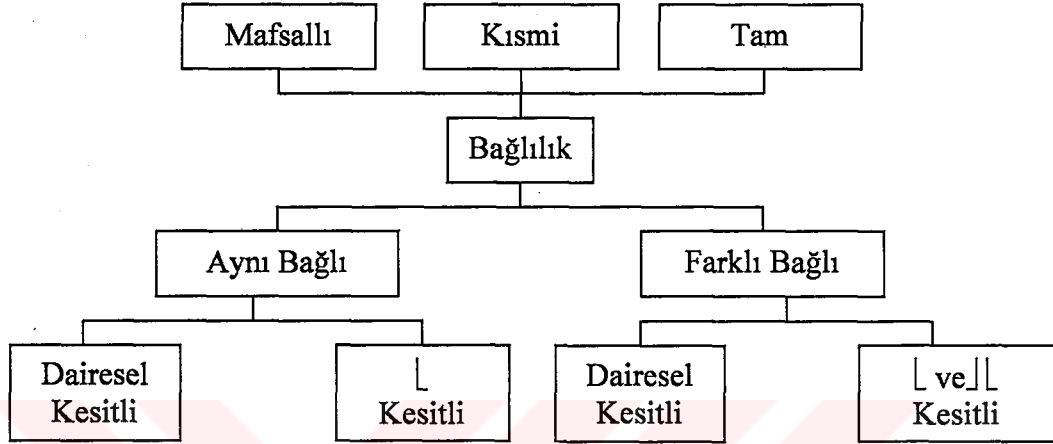 Mafsallı
Kısmi
Tam
Bağlılık
Aynı Bağlı
Farklı Bağlı
Dairesel
Kesitli
L
Kesitli
Dairesel
Kesitli
L ve ⅃L
Kesitli